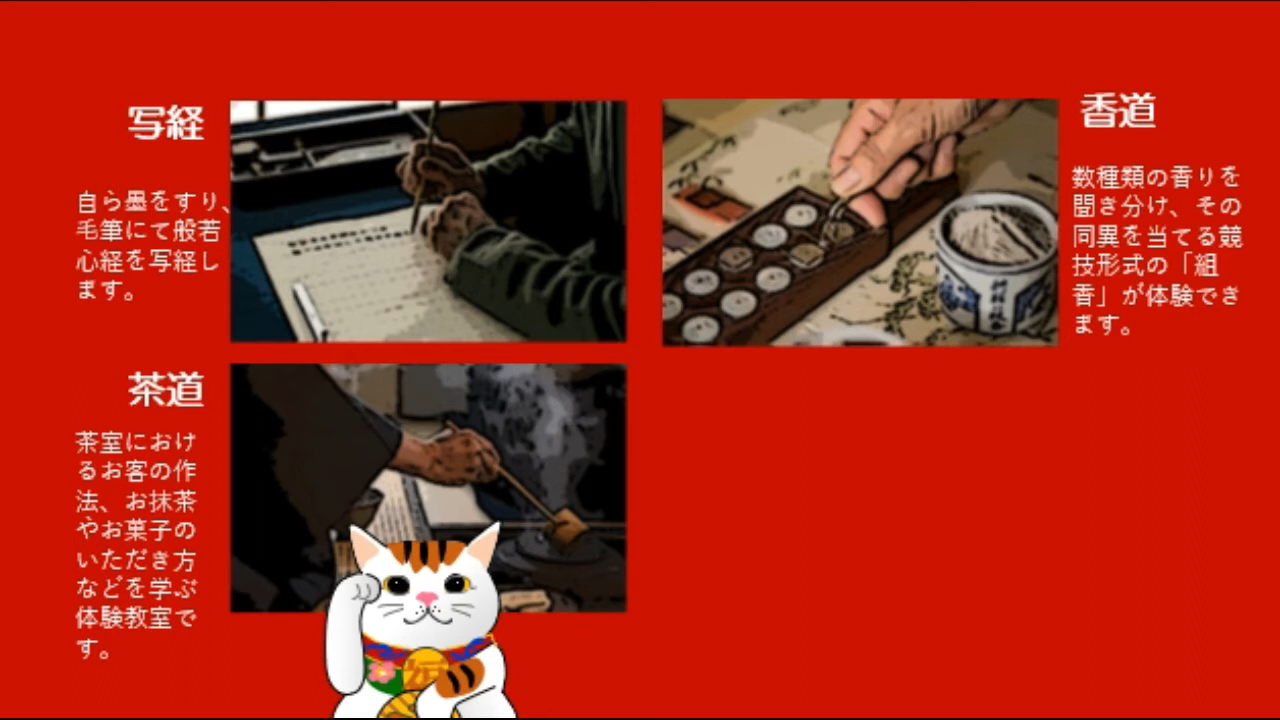 写経
自ら墨をすり、
毛筆にて般若
心経を写経し
ます。
香道
数種類の香りを
聞き分け、その
同異を当てる競
技形式の「組
香」が体験でき
ます。
茶道
茶室におけ
るお客の作
法、お抹茶
やお菓子の
いただき方
などを学ぶ
体験教室で
す。